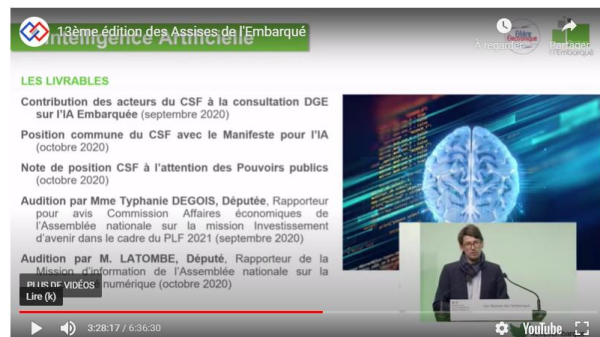 13ème édition des Assises de l'Embarqué
Intelligence Artificielle
À regarder
Partager
Filière
Électronique
l'Embarqué
LES LIVRABLES
Contribution des acteurs du CSF à la consultation DGE
sur l'IA Embarquée (septembre 2020)
Position commune du CSF avec le Manifeste pour l'IA
(octobre 2020)
Note de position CSF à l'attention des Pouvoirs publics
(octobre 2020)
Audition par Mme Typhanie DEGOIS, Députée, Rapporteur
pour avis Commission Affaires économiques de
l'Assemblée nationale sur la mission Investissement
d'avenir dans le cadre du PLF 2021 (septembre 2020)
Audition par M. LATOMBE, Député, Rapporteur de la
Mission d'information de l'Assemblée nationale sur la
numérique (octobre 2020)
PLUS DE VIDÉOS
Lire (k)
3:28:17 / 6:36:30
YouTube